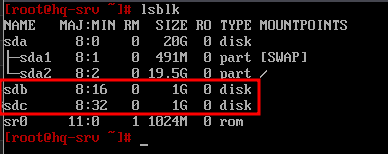 [root@hq-srv ~]# lsblk
NAME   MAJ:MIN RM  SIZE RO TYPE MOUNTPOINTS
sda      8:0    0   20G  0 disk
├─sda1   8:1    0  491M  0 part [SWAP]
└─sda2   8:2    0 19.5G  0 part /
sdb      8:16   0    1G  0 disk
sdc      8:32   0    1G  0 disk
sr0     11:0    1 1024M  0 rom
[root@hq-srv ~]# _